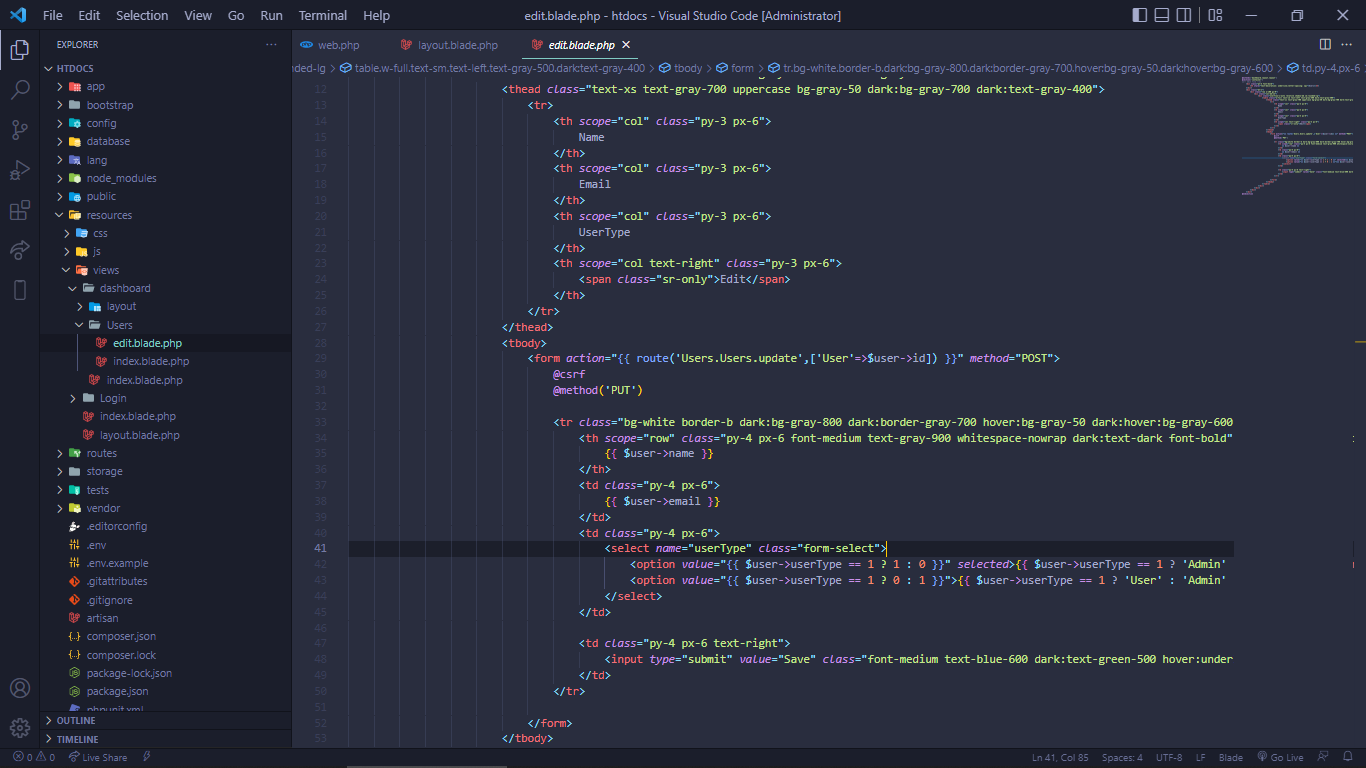 File Edit Selection View Go Run Terminal Help edit.blade.php - htdocs - Visual Studio Code [Administrator]
EXPLORER
web.php layout.blade.php edit.blade.php
HTDOCS
nded-lg > table.w-full.text-sm.text-left.text-gray-500.dark:text-gray-400 > tbody > form > tr.bg-white.border-b.dark:bg-gray-800.dark:border-gray-700.hover:bg-gray-50.dark:hover:bg-gray-600 > td.py-4.px-6
app
bootstrap
config
database
lang
node_modules
public
resources
css
js
views
dashboard
layout
Users
edit.blade.php
index.blade.php
index.blade.php
Login
index.blade.php
layout.blade.php
routes
storage
tests
vendor
.editorconfig
.env
.env.example
.gitattributes
.gitignore
artisan
composer.json
composer.lock
package-lock.json
package.json
phpunit.xml
OUTLINE
TIMELINE
12 <thead class="text-xs text-gray-700 uppercase bg-gray-50 dark:bg-gray-700 dark:text-gray-400">
13 <tr>
14 <th scope="col" class="py-3 px-6">
15 Name
16 </th>
17 <th scope="col" class="py-3 px-6">
18 Email
19 </th>
20 <th scope="col" class="py-3 px-6">
21 UserType
22 </th>
23 <th scope="col text-right" class="py-3 px-6">
24 <span class="sr-only">Edit</span>
25 </th>
26 </tr>
27 </thead>
28 <tbody>
29 <form action="{{ route('Users.Users.update',['User'=>$user->id]) }}" method="POST">
30 @csrf
31 @method('PUT')
32
33 <tr class="bg-white border-b dark:bg-gray-800 dark:border-gray-700 hover:bg-gray-50 dark:hover:bg-gray-600
34 <th scope="row" class="py-4 px-6 font-medium text-gray-900 whitespace-nowrap dark:text-dark font-bold"
35 {{ $user->name }}
36 </th>
37 <td class="py-4 px-6">
38 {{ $user->email }}
39 </td>
40 <td class="py-4 px-6">
41 <select name="userType" class="form-select">
42 <option value="{{ $user->userType == 1 ? 1 : 0 }}" selected>{{ $user->userType == 1 ? 'Admin'
43 <option value="{{ $user->userType == 1 ? 0 : 1 }}">{{ $user->userType == 1 ? 'User' : 'Admin'
44 </select>
45 </td>
46
47 <td class="py-4 px-6 text-right">
48 <input type="submit" value="Save" class="font-medium text-blue-600 dark:text-green-500 hover:under
49 </td>
50 </tr>
51
52 </form>
53 </tbody>
0 0 Live Share Ln 41, Col 85 Spaces: 4 UTF-8 LF Blade Go Live